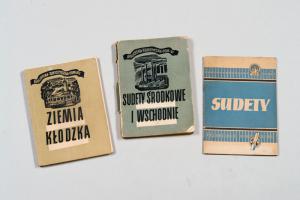 ZIEMIA
KŁODZKA
SUDETY ŚRODKOWE
I WSCHODNIE
SUDETY